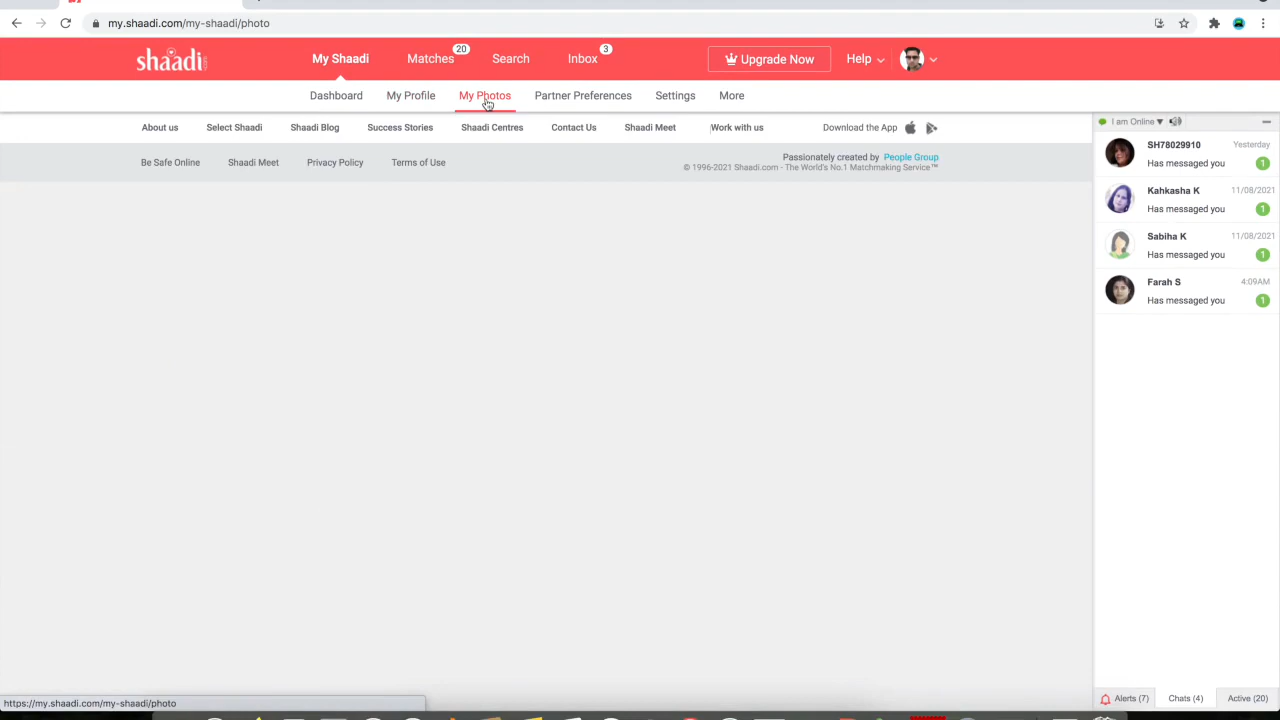 my.shaadi.com/my-shaadi/photo
shaadi
My Shaadi Matches 20 Search Inbox 3 Upgrade Now Help
Dashboard My Profile My Photos Partner Preferences Settings More
About us Select Shaadi Shaadi Blog Success Stories Shaadi Centres Contact Us Shaadi Meet Work with us Download the App
Be Safe Online Shaadi Meet Privacy Policy Terms of Use
Passionately created by People Group
© 1996-2021 Shaadi.com - The World's No.1 Matchmaking Service™
I am Online ▼
SH78029910 Yesterday
Has messaged you 1
Kahkasha K 11/08/2021
Has messaged you 1
Sabiha K 11/08/2021
Has messaged you 1
Farah S 4:09AM
Has messaged you 1
Alerts (7) Chats (4) Active (20)
https://my.shaadi.com/my-shaadi/photo